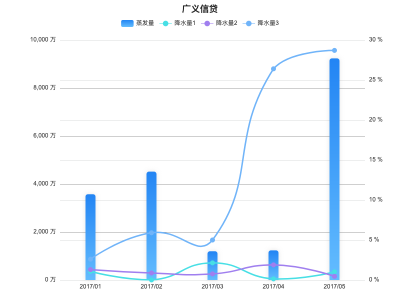 广义信贷
蒸发量 降水量1 降水量2 降水量3
10,000 万 30 %
25 %
8,000 万
20 %
6,000 万
15 %
4,000 万
10 %
2,000 万
5 %
0 万 0 %
2017/01 2017/02 2017/03 2017/04 2017/05